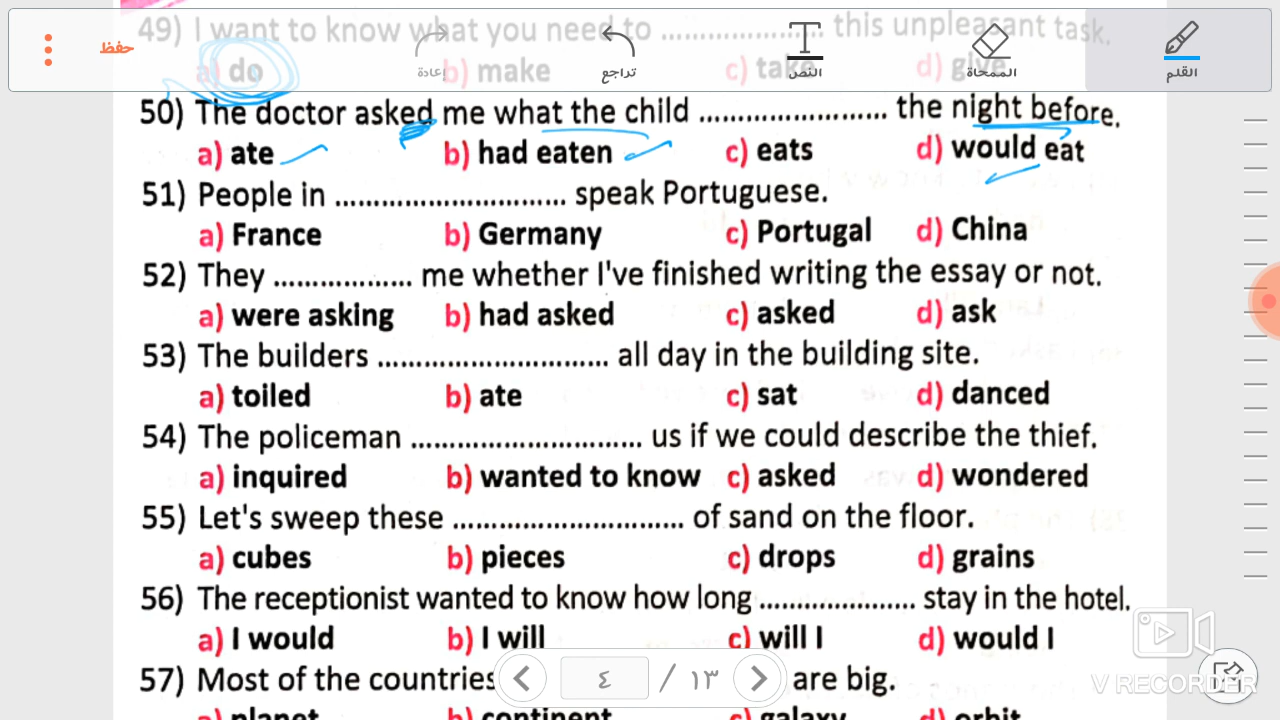 49) I want to know what you need to ........................ this unpleasant task.
حفظ
إعادة
تراجع
النص
الممحاة
القلم
a) do b) make c) take d) give
50) The doctor asked me what the child ........................ the night before.
a) ate b) had eaten c) eats d) would eat
51) People in .............................. speak Portuguese.
a) France b) Germany c) Portugal d) China
52) They .................. me whether I've finished writing the essay or not.
a) were asking b) had asked c) asked d) ask
53) The builders .............................. all day in the building site.
a) toiled b) ate c) sat d) danced
54) The policeman .............................. us if we could describe the thief.
a) inquired b) wanted to know c) asked d) wondered
55) Let's sweep these .............................. of sand on the floor.
a) cubes b) pieces c) drops d) grains
56) The receptionist wanted to know how long .................... stay in the hotel.
a) I would b) I will c) will I d) would I
57) Most of the countries are big.
٤ / ١٣
V RECORDER
a) planet b) continent c) galaxy d) orbit